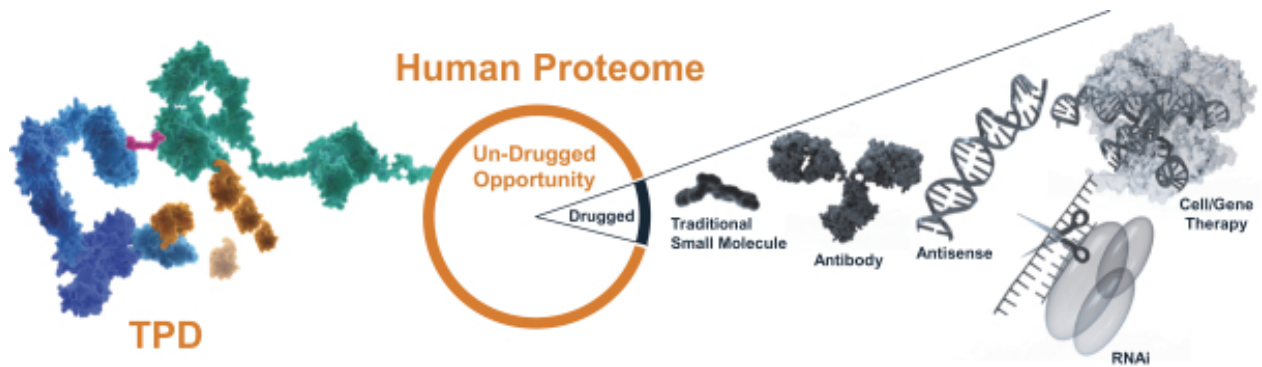 Human Proteome
Un-Drugged
Opportunity
Drugged
TPD
Traditional
Small Molecule
Antibody
Antisense
Cell/Gene
Therapy
RNAi